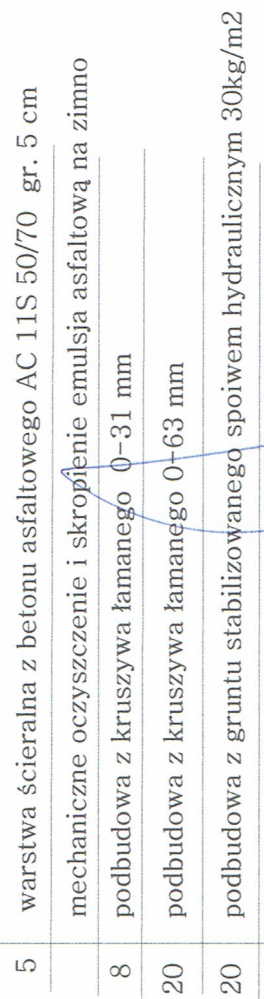 5 warstwa ścieralna z betonu asfaltowego AC 11S 50/70 gr. 5 cm
mechaniczne oczyszczenie i skropienie emulsja asfaltową na zimno
8 podbudowa z kruszywa łamanego 0-31 mm
20 podbudowa z kruszywa łamanego 0-63 mm
20 podbudowa z gruntu stabilizowanego spoiwem hydraulicznym 30kg/m2